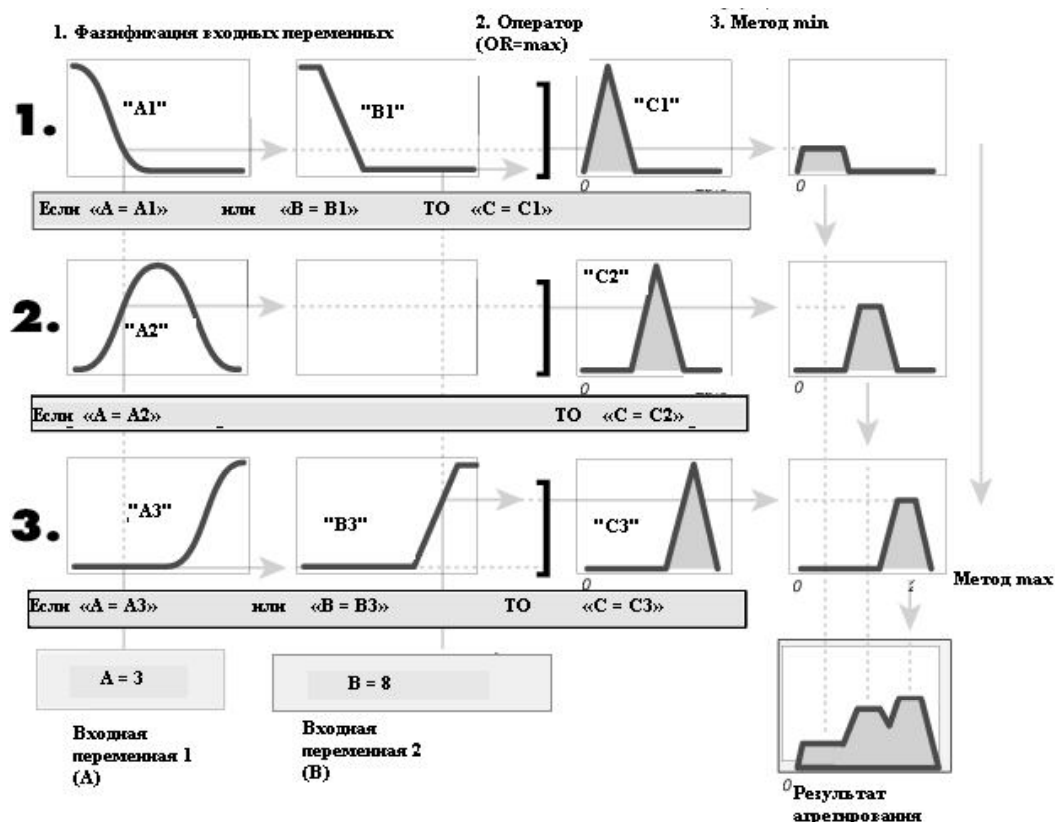 1. Фаззификация входных переменных
2. Оператор
(OR=max)
3. Метод min
1.
"A1"
"B1"
"C1"
0
Если «A = A1» или «B = B1» ТО «C = C1»
2.
"A2"
"C2"
0
Если «A = A2» ТО «C = C2»
3.
"A3"
"B3"
"C3"
0
0
Метод max
Если «A = A3» или «B = B3» ТО «C = C3»
A = 3
B = 8
Входная
переменная 1
(A)
Входная
переменная 2
(B)
0
Результат
агрегирования